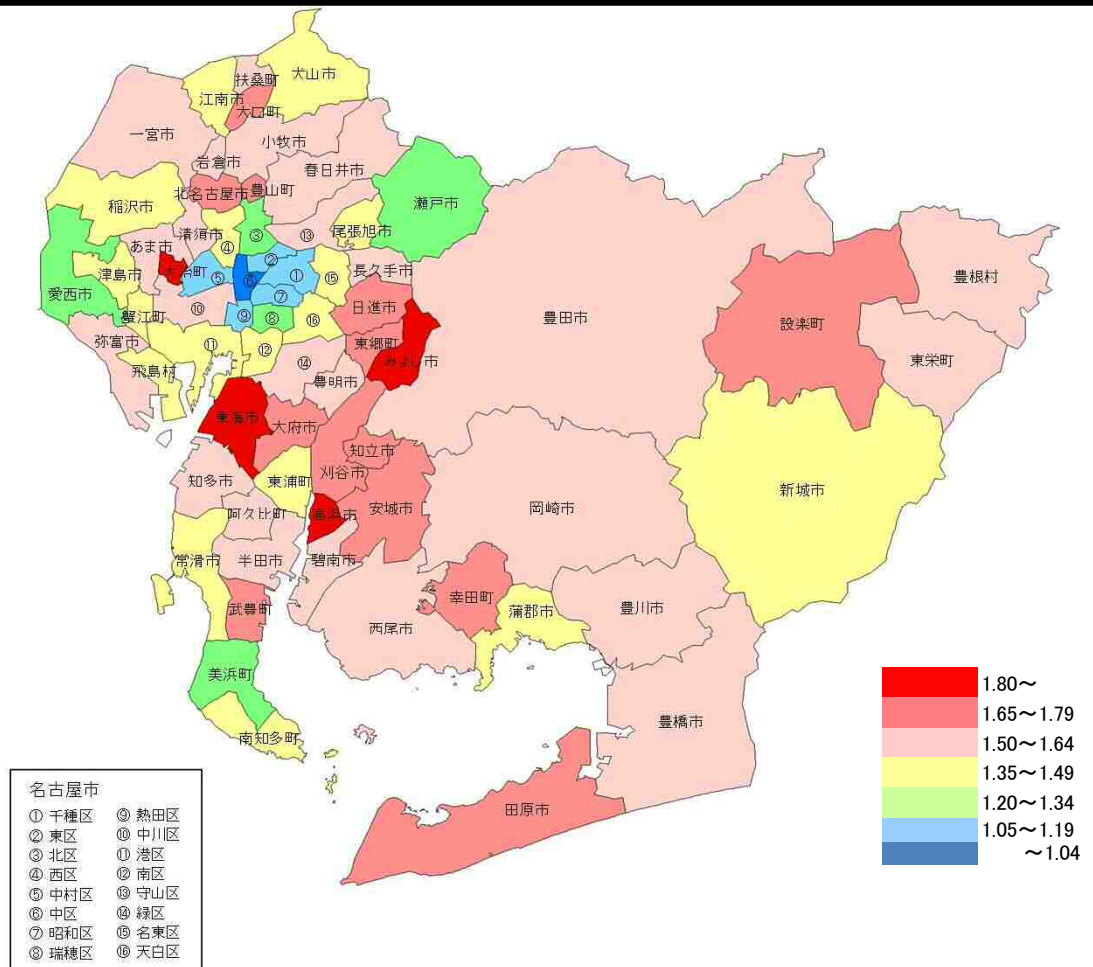 犬山市
扶桑町
江南市
大口町
一宮市
小牧市
岩倉市
春日井市
北名古屋市
豊山町
瀬戸市
稲沢市
尾張旭市
清須市
③
⑬
④
あま市
②
長久手市
津島市
大治町
⑤
⑥
①
⑮
愛西市
⑦
日進市
豊根村
⑩
⑨
⑧
⑯
蟹江町
豊田市
設楽町
弥富市
⑪
⑫
東郷町
みよし市
東栄町
飛島村
⑭
豊明市
東海市
大府市
知立市
刈谷市
知多市
東浦町
新城市
安城市
岡崎市
阿久比町
高浜市
常滑市
半田市
碧南市
幸田町
武豊町
蒲郡市
豊川市
西尾市
美浜町
豊橋市
南知多町
田原市
1.80～
1.65～1.79
1.50～1.64
1.35～1.49
1.20～1.34
1.05～1.19
～1.04
名古屋市
① 千種区 ⑨ 熱田区
② 東区 ⑩ 中川区
③ 北区 ⑪ 港区
④ 西区 ⑫ 南区
⑤ 中村区 ⑬ 守山区
⑥ 中区 ⑭ 緑区
⑦ 昭和区 ⑮ 名東区
⑧ 瑞穂区 ⑯ 天白区